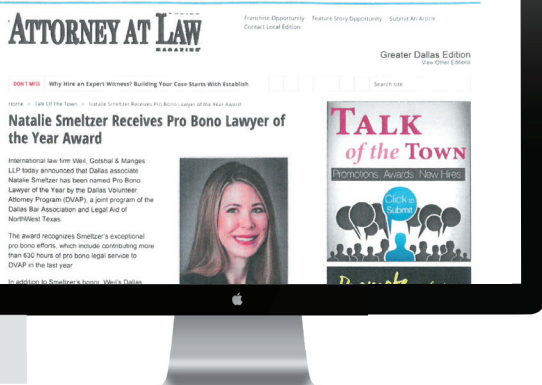 ATTORNEY AT LAW
MAGAZINE
Franchise Opportunity Feature Story Opportunity Submit An Article
Contact Local Edition
Greater Dallas Edition
View Other Editions
DON'T MISS Why Hire an Expert Witness? Building Your Case Starts With Establish
Search site
Home > Talk Of The Town > Natalie Smeltzer Receives Pro Bono Lawyer of the Year Award
Natalie Smeltzer Receives Pro Bono Lawyer of
the Year Award
International law firm Weil, Gotshal & Manges
LLP today announced that Dallas associate
Natalie Smeltzer has been named Pro Bono
Lawyer of the Year by the Dallas Volunteer
Attorney Program (DVAP), a joint program of the
Dallas Bar Association and Legal Aid of
NorthWest Texas
The award recognizes Smeltzer's exceptional
pro bono efforts, which include contributing more
than 630 hours of pro bono legal service to
DVAP in the last year
In addition to Smeltzer's honor, Weil's Dallas
TALK
of the TOWN
Promotions. Awards. New Hires.
Click to
Submit